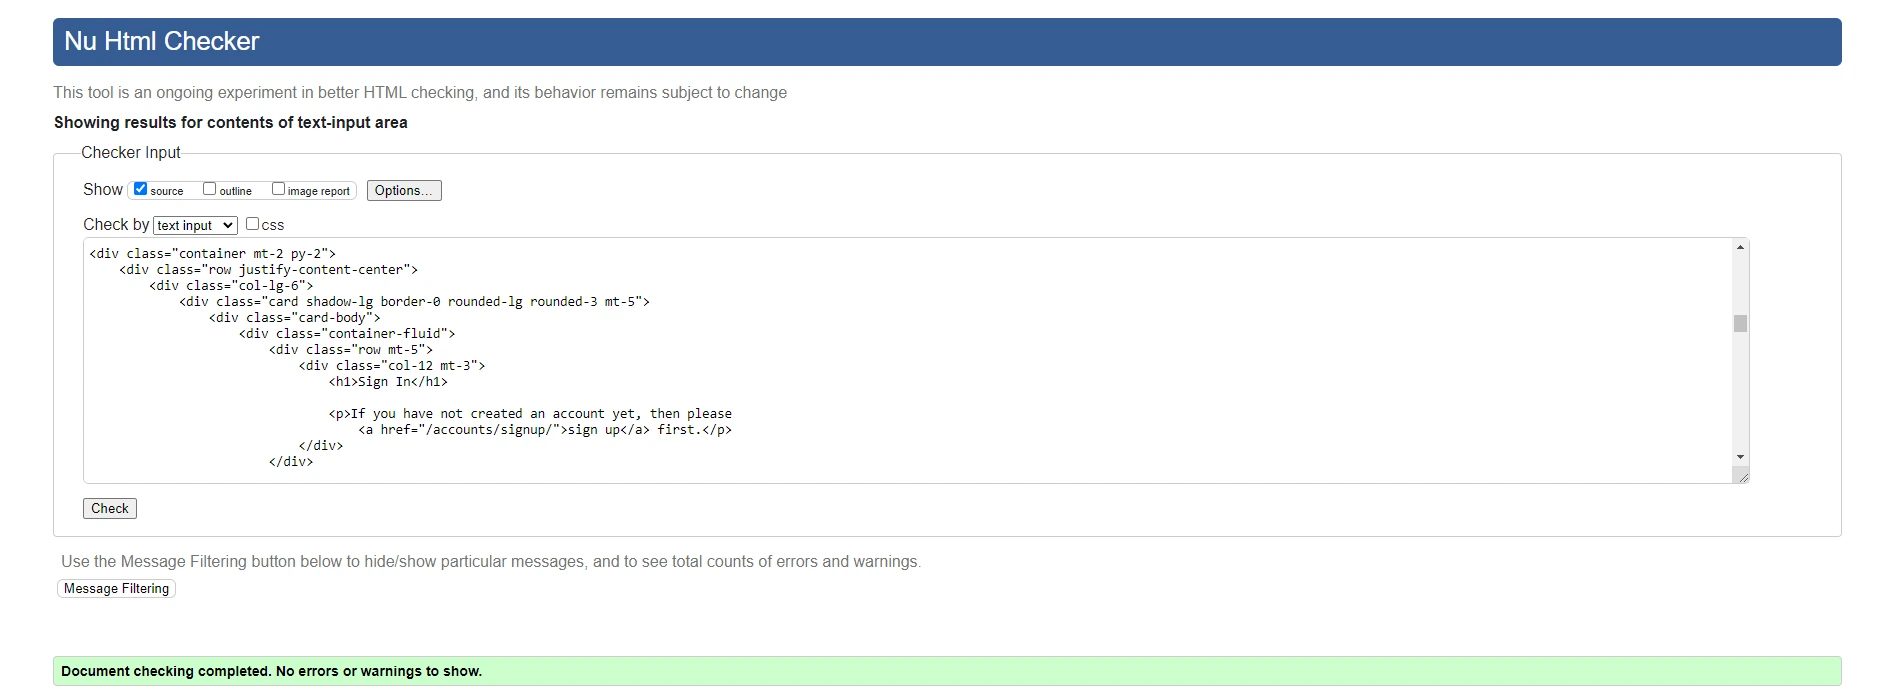 Nu Html Checker
This tool is an ongoing experiment in better HTML checking, and its behavior remains subject to change
Showing results for contents of text-input area
Checker Input
Show source outline image report Options...
Check by text input css
<div class="container mt-2 py-2">
<div class="row justify-content-center">
<div class="col-lg-6">
<div class="card shadow-lg border-0 rounded-lg rounded-3 mt-5">
<div class="card-body">
<div class="container-fluid">
<div class="row mt-5">
<div class="col-12 mt-3">
<h1>Sign In</h1>
<p>If you have not created an account yet, then please
<a href="/accounts/signup/">sign up</a> first.</p>
</div>
</div>
Check
Use the Message Filtering button below to hide/show particular messages, and to see total counts of errors and warnings.
Message Filtering
Document checking completed. No errors or warnings to show.